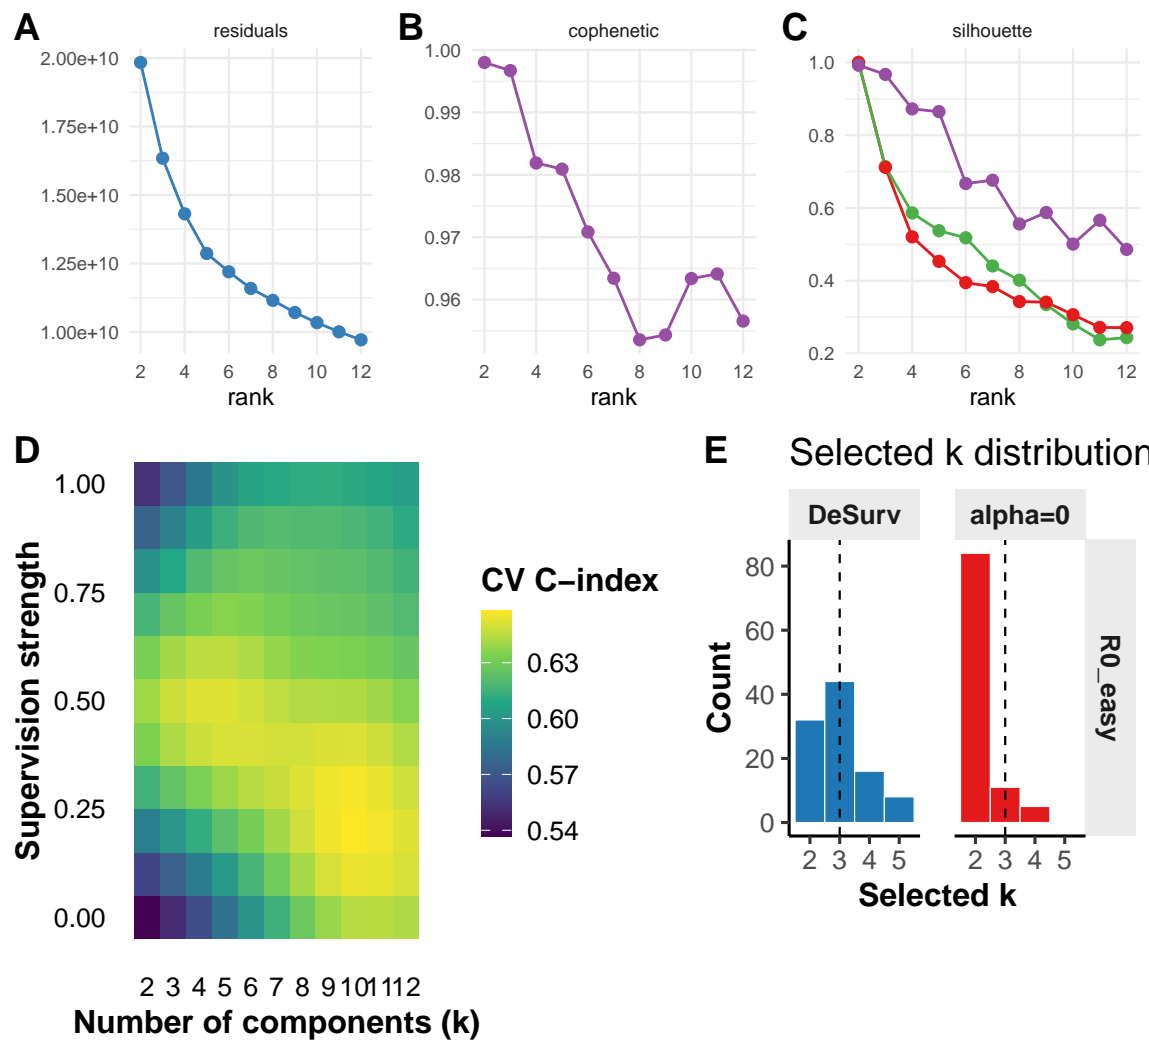 A
residuals
2.00e+10
1.75e+10
1.50e+10
1.25e+10
1.00e+10
2 4 6 8 10 12
rank
B
cophenetic
1.00
0.99
0.98
0.97
0.96
2 4 6 8 10 12
rank
C
silhouette
1.0
0.8
0.6
0.4
0.2
2 4 6 8 10 12
rank
D
Supervision strength
1.00
0.75
0.50
0.25
0.00
2 3 4 5 6 7 8 9 10 11 12
Number of components (k)
CV C−index
0.63
0.60
0.57
0.54
E
Selected k distribution
DeSurv alpha=0
Count
80
60
40
20
0
2 3 4 5 2 3 4 5
Selected k
R0_easy